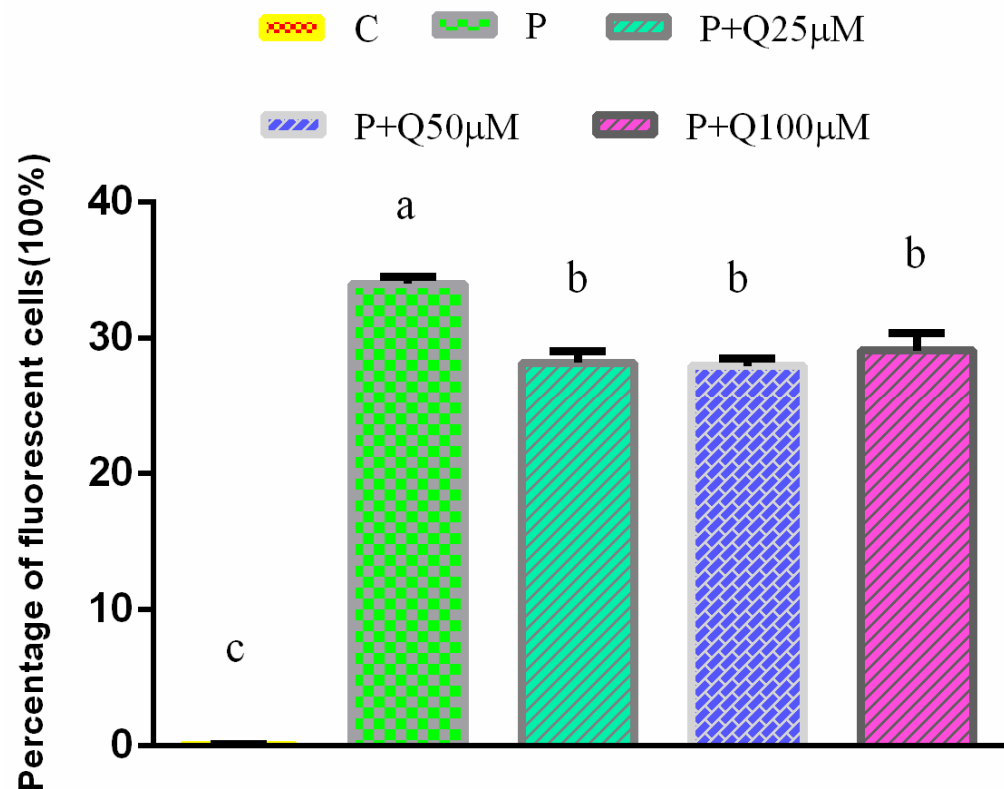 C P P+Q25μM
P+Q50μM P+Q100μM
Percentage of fluorescent cells(100%)
40
30
20
10
0
c
a
b
b
b